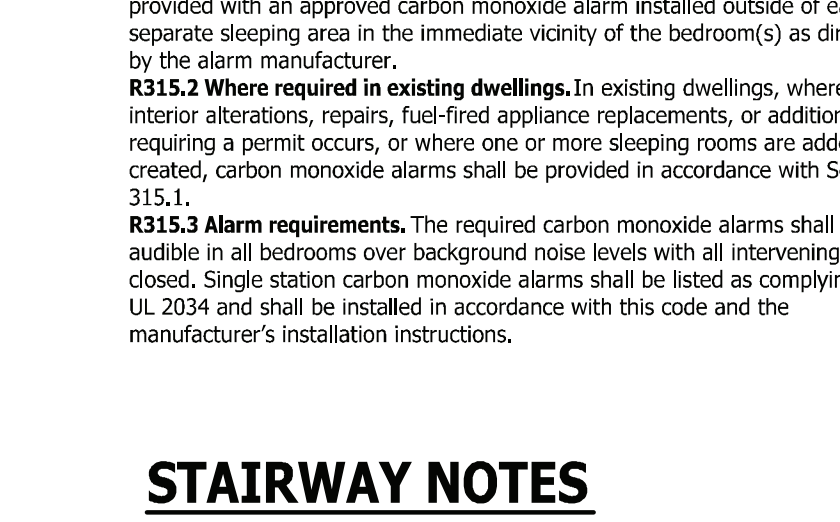 provided with an approved carbon monoxide alarm installed outside of
separate sleeping area in the immediate vicinity of the bedroom(s) as
by the alarm manufacturer.
R315.2 Where required in existing dwellings. In existing dwellings, where
interior alterations, repairs, fuel-fired appliance replacements, or
requiring a permit occurs, or where one or more sleeping rooms are
created, carbon monoxide alarms shall be provided in accordance with
315.1.
R315.3 Alarm requirements. The required carbon monoxide alarms shall
audible in all bedrooms over background noise levels with all intervening
closed. Single station carbon monoxide alarms shall be listed as
UL 2034 and shall be installed in accordance with this code and the
manufacturer's installation instructions.
STAIRWAY NOTES